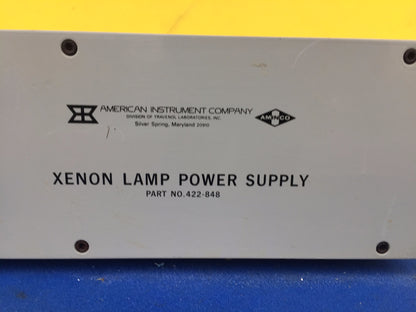 AMERICAN INSTRUMENT COMPANY
DIVISION OF TRAVENOL LABORATORIES, INC.
Silver Spring, Maryland 20910
AMINCO
XENON LAMP POWER SUPPLY
PART NO.422-848